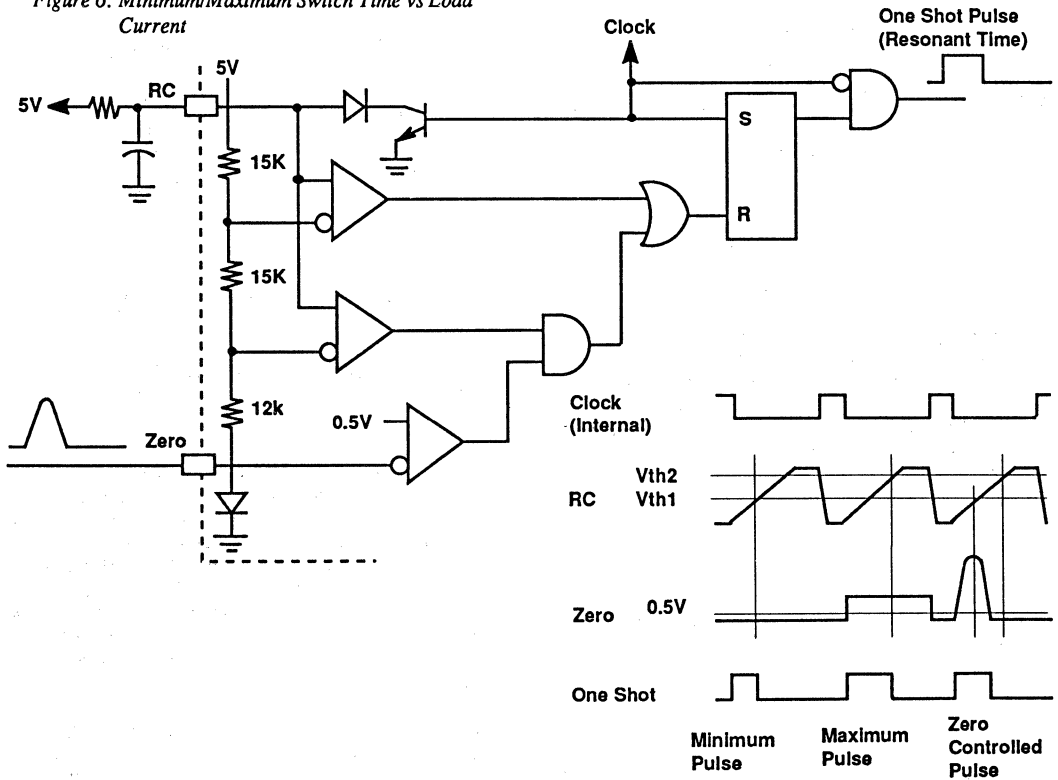 Figure 6. Minimum/Maximum Switch Time vs Load
Current
Clock
One Shot Pulse
(Resonant Time)
5V
RC
5V
15K
S
R
15K
12k
0.5V
Zero
Clock
(Internal)
RC
Vth2
Vth1
Zero
0.5V
One Shot
Minimum
Pulse
Maximum
Pulse
Zero
Controlled
Pulse